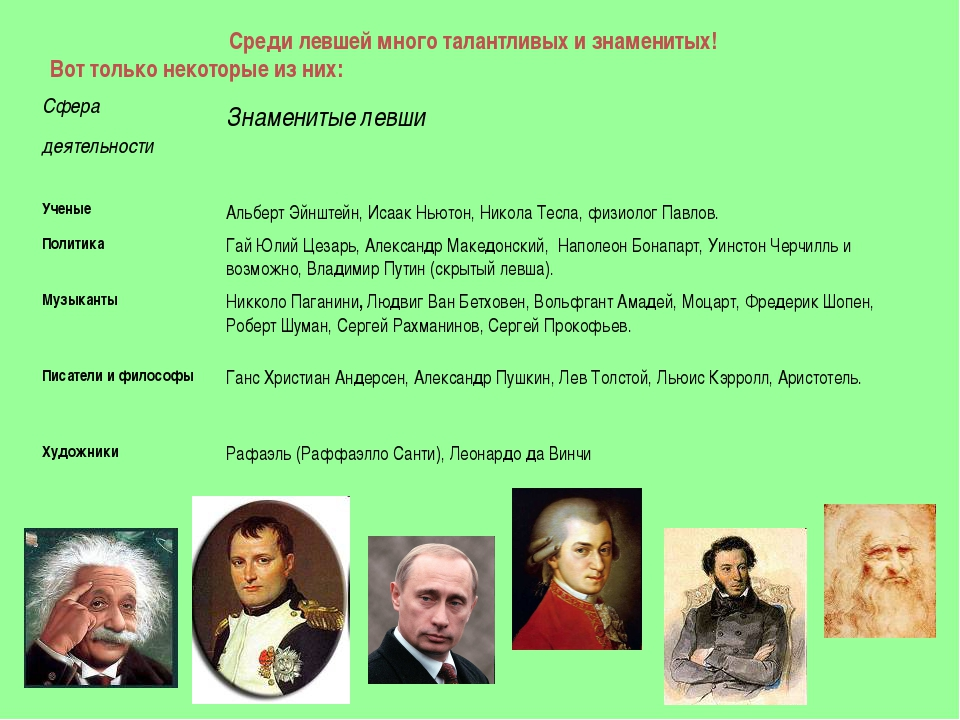 Среди левшей много талантливых и знаменитых!
Вот только некоторые из них:
Сфера
деятельности
Знаменитые левши
Ученые
Альберт Эйнштейн, Исаак Ньютон, Никола Тесла, физиолог Павлов.
Политика
Гай Юлий Цезарь, Александр Македонский, Наполеон Бонапарт, Уинстон Черчилль и
возможно, Владимир Путин (скрытый левша).
Музыканты
Никколо Паганини, Людвиг Ван Бетховен, Вольфгант Амадей, Моцарт, Фредерик Шопен,
Роберт Шуман, Сергей Рахманинов, Сергей Прокофьев.
Писатели и философы
Ганс Христиан Андерсен, Александр Пушкин, Лев Толстой, Льюис Кэрролл, Аристотель.
Художники
Рафаэль (Раффаэлло Санти), Леонардо да Винчи